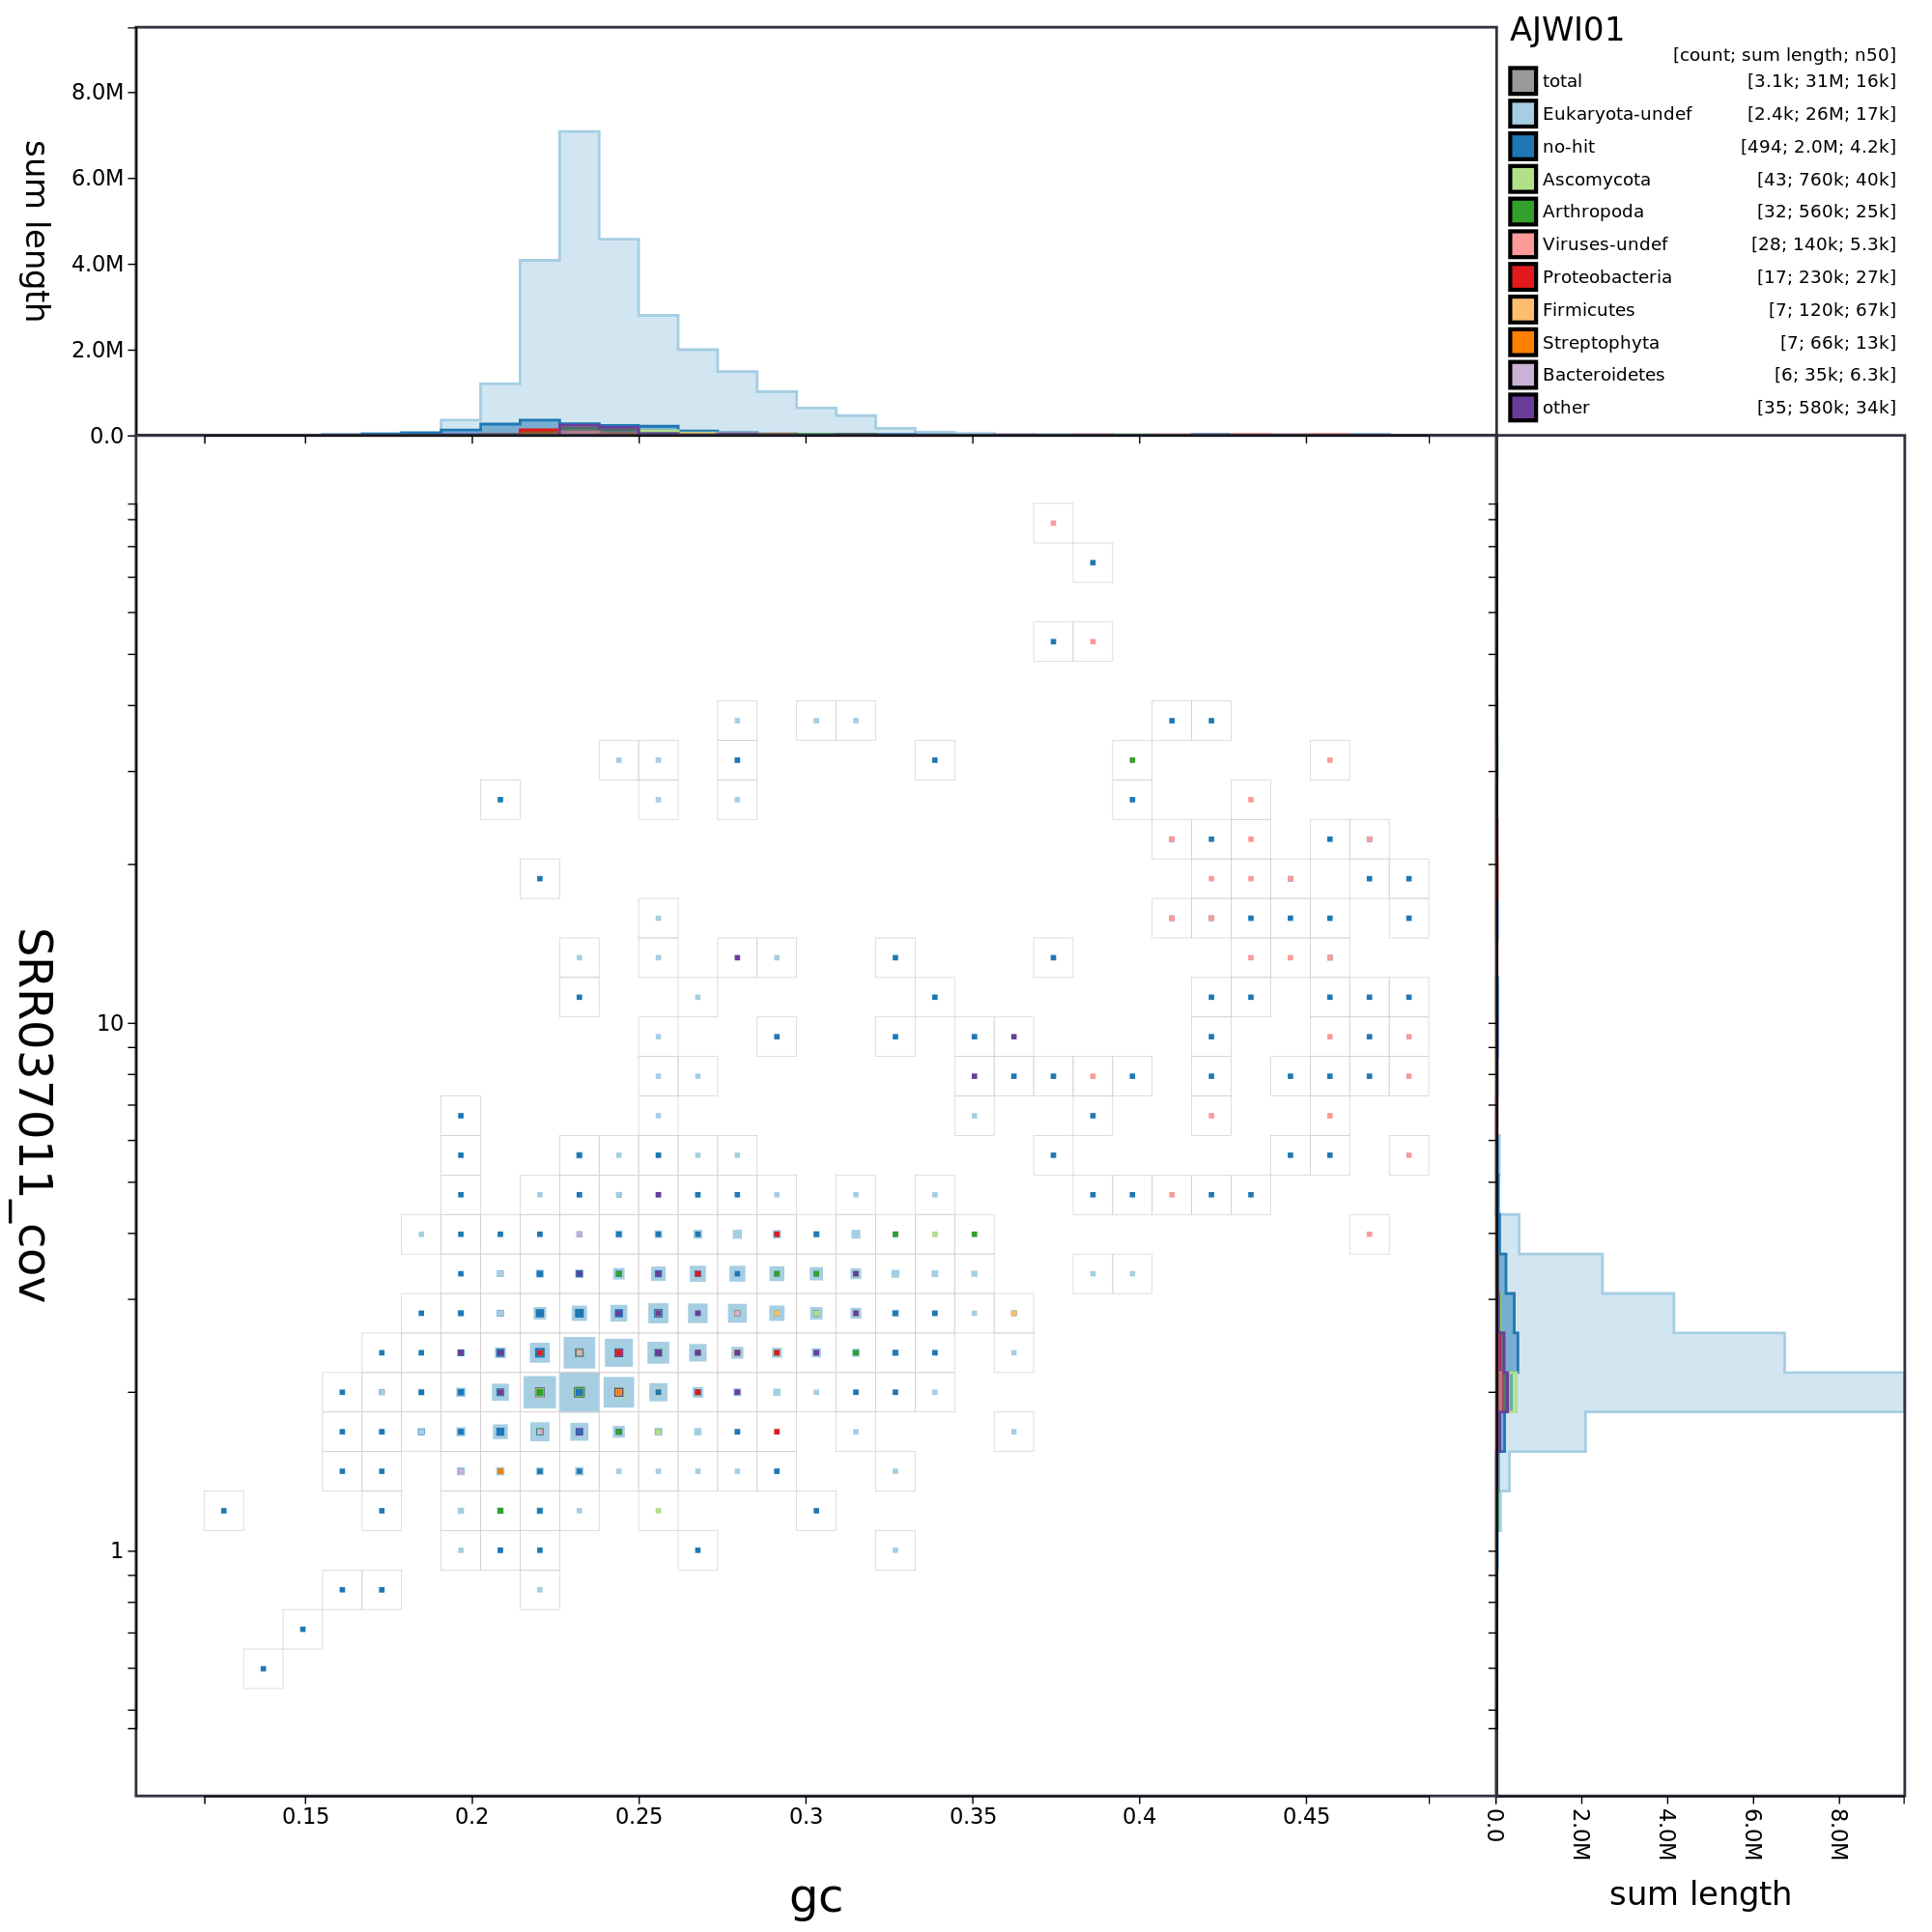 AJWI01
[count; sum length; n50]
total [3.1k; 31M; 16k]
Eukaryota-undef [2.4k; 26M; 17k]
no-hit [494; 2.0M; 4.2k]
Ascomycota [43; 760k; 40k]
Arthropoda [32; 560k; 25k]
Viruses-undef [28; 140k; 5.3k]
Proteobacteria [17; 230k; 27k]
Firmicutes [7; 120k; 67k]
Streptophyta [7; 66k; 13k]
Bacteroidetes [6; 35k; 6.3k]
other [35; 580k; 34k]
sum length
8.0M
6.0M
4.0M
2.0M
0.0
SRR037011_cov
10
1
0.15 0.2 0.25 0.3 0.35 0.4 0.45
gc
0.0 2.0M 4.0M 6.0M 8.0M
sum length